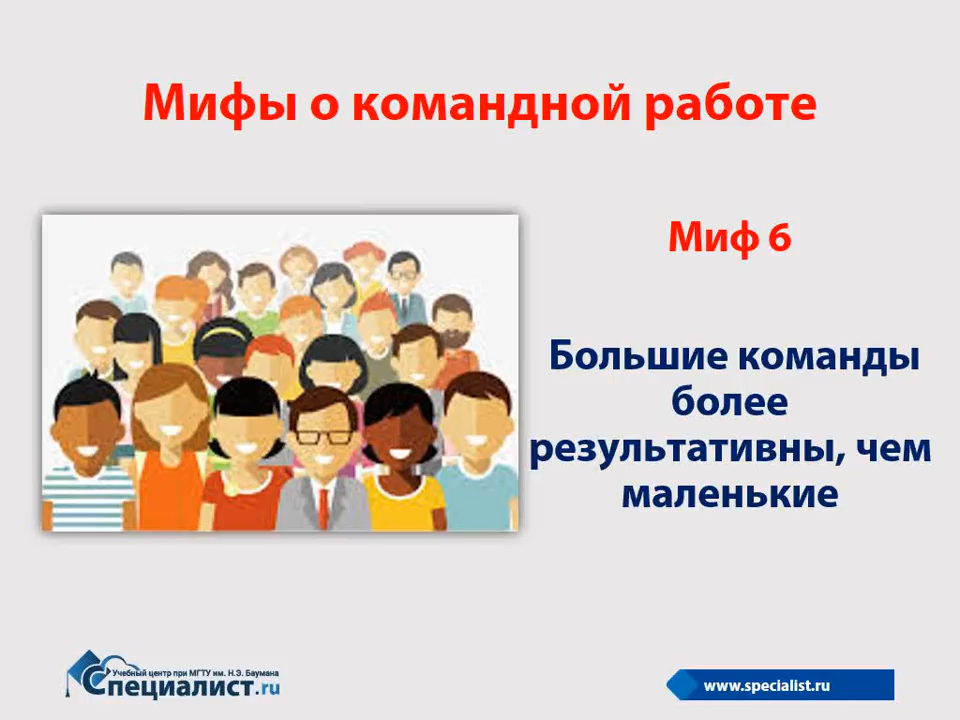 Мифы о командной работе
Миф 6
Большие команды
более
результативны, чем
маленькие
Учебный центр при МГТУ им. Н.Э. Баумана
Специалист.ru
www.specialist.ru